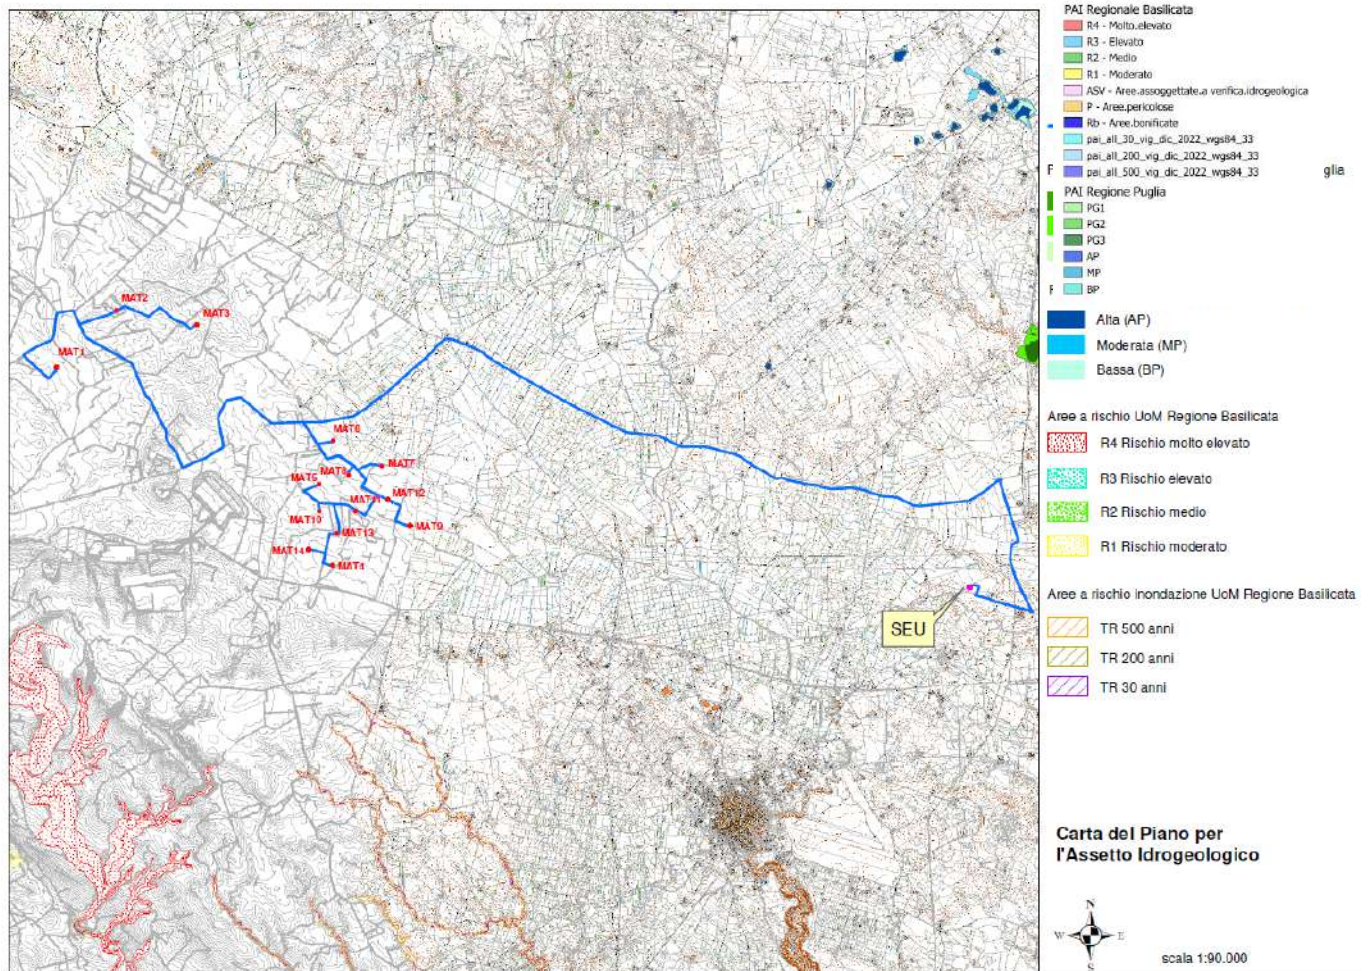 MAT2
MAT3
MAT1
MAT6
MAT7
MAT8
MAT5
MAT11
MAT12
MAT10
MAT9
MAT13
MAT14
MAT4
SEU
PAI Regionale Basilicata
R4 - Molto.elevato
R3 - Elevato
R2 - Medio
R1 - Moderato
ASV - Aree.assoggettate.a verifica.idrogeologica
P - Aree.pericolose
Rb - Aree.bonificate
pai_all_30_vig_dic_2022_wgs84_33
pai_all_200_vig_dic_2022_wgs84_33
pai_all_500_vig_dic_2022_wgs84_33
glia
PAI Regione Puglia
PG1
PG2
PG3
AP
MP
BP
Alta (AP)
Moderata (MP)
Bassa (BP)
Aree a rischio UoM Regione Basilicata
R4 Rischio molto elevato
R3 Rischio elevato
R2 Rischio medio
R1 Rischio moderato
Aree a rischio inondazione UoM Regione Basilicata
TR 500 anni
TR 200 anni
TR 30 anni
Carta del Piano per
l'Assetto Idrogeologico
N
W E
S
scala 1:90.000